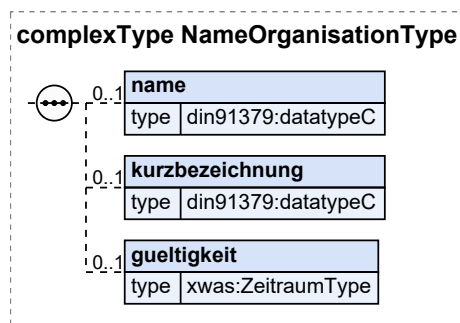 complexType NameOrganisationType
0..1 name
type din91379:datatypeC
0..1 kurzbezeichnung
type din91379:datatypeC
0..1 gueltigkeit
type xwas:ZeitraumType